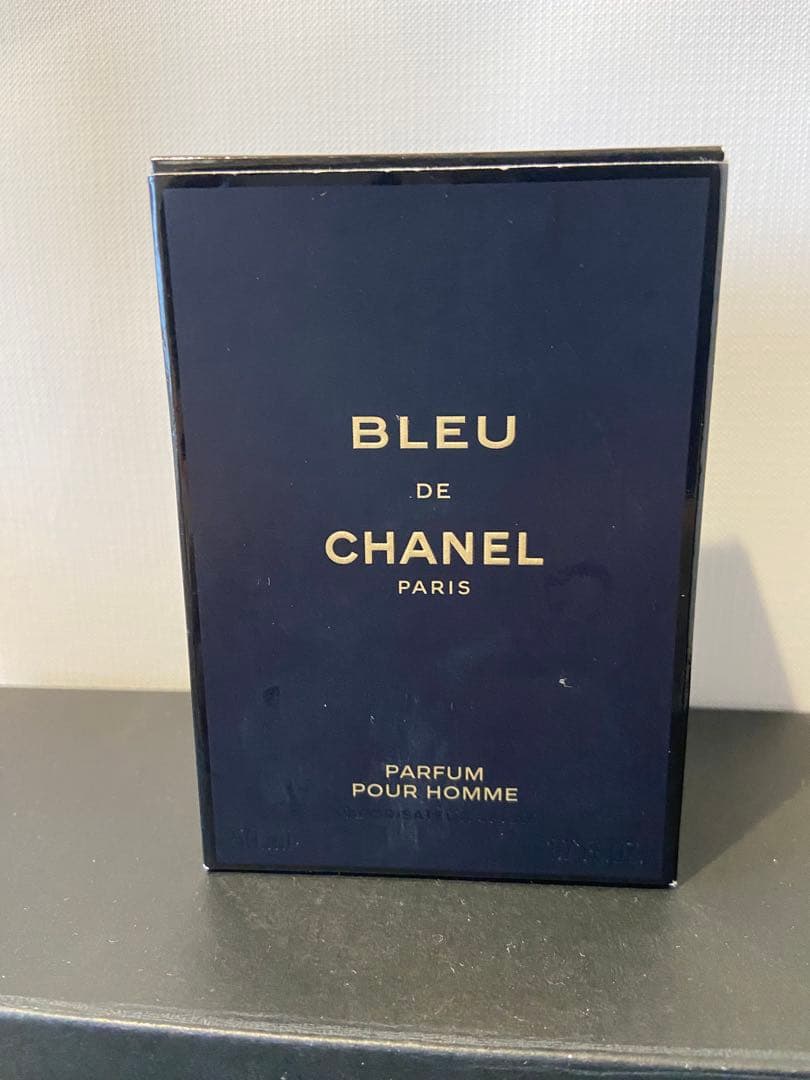 BLEU
DE
CHANEL
PARIS
PARFUM
POUR HOMME